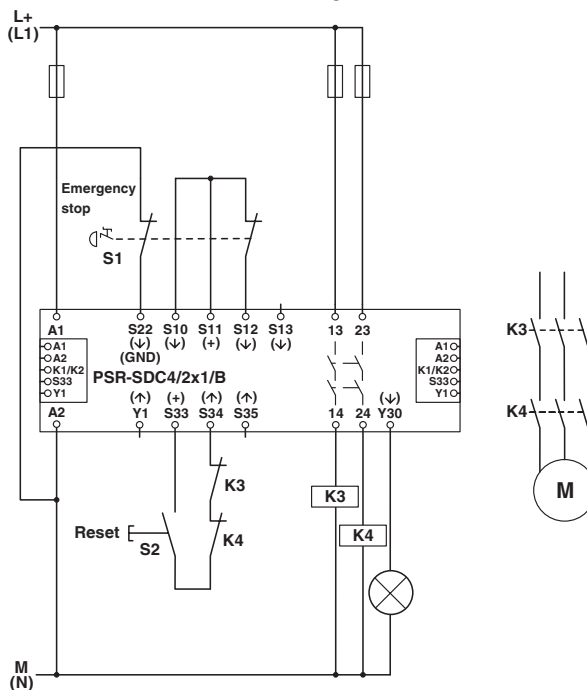 L+
(L1)
Emergency
stop
S1
A1 S22 S10 S11 S12 S13 13 23
(↓) (↓) (+) (↓) (↓)
(GND)
A1
A2
K1/K2
S33
Y1
A1
A2
K1/K2
S33
Y1
PSR-SDC4/2x1/B
(↑) (+) (↑) (↑) (↓)
A2 Y1 S33 S34 S35 14 24 Y30
K3
K4
M
K3
K4
K3
K4
Reset
S2
M
(N)